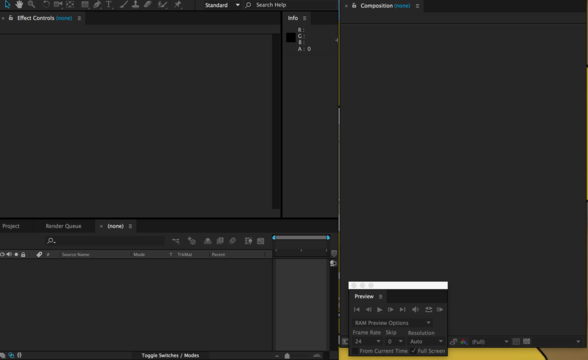 Standard
Search Help
Effect Controls (none)
Info
R :
G :
B :
A : 0
Composition (none)
Project
Render Queue
(none)
Source Name
Mode
T TrkMat
Parent
Preview
RAM Preview Options
Frame Rate Skip Resolution
24 0 Auto
From Current Time Full Screen
(Full)
Toggle Switches / Modes